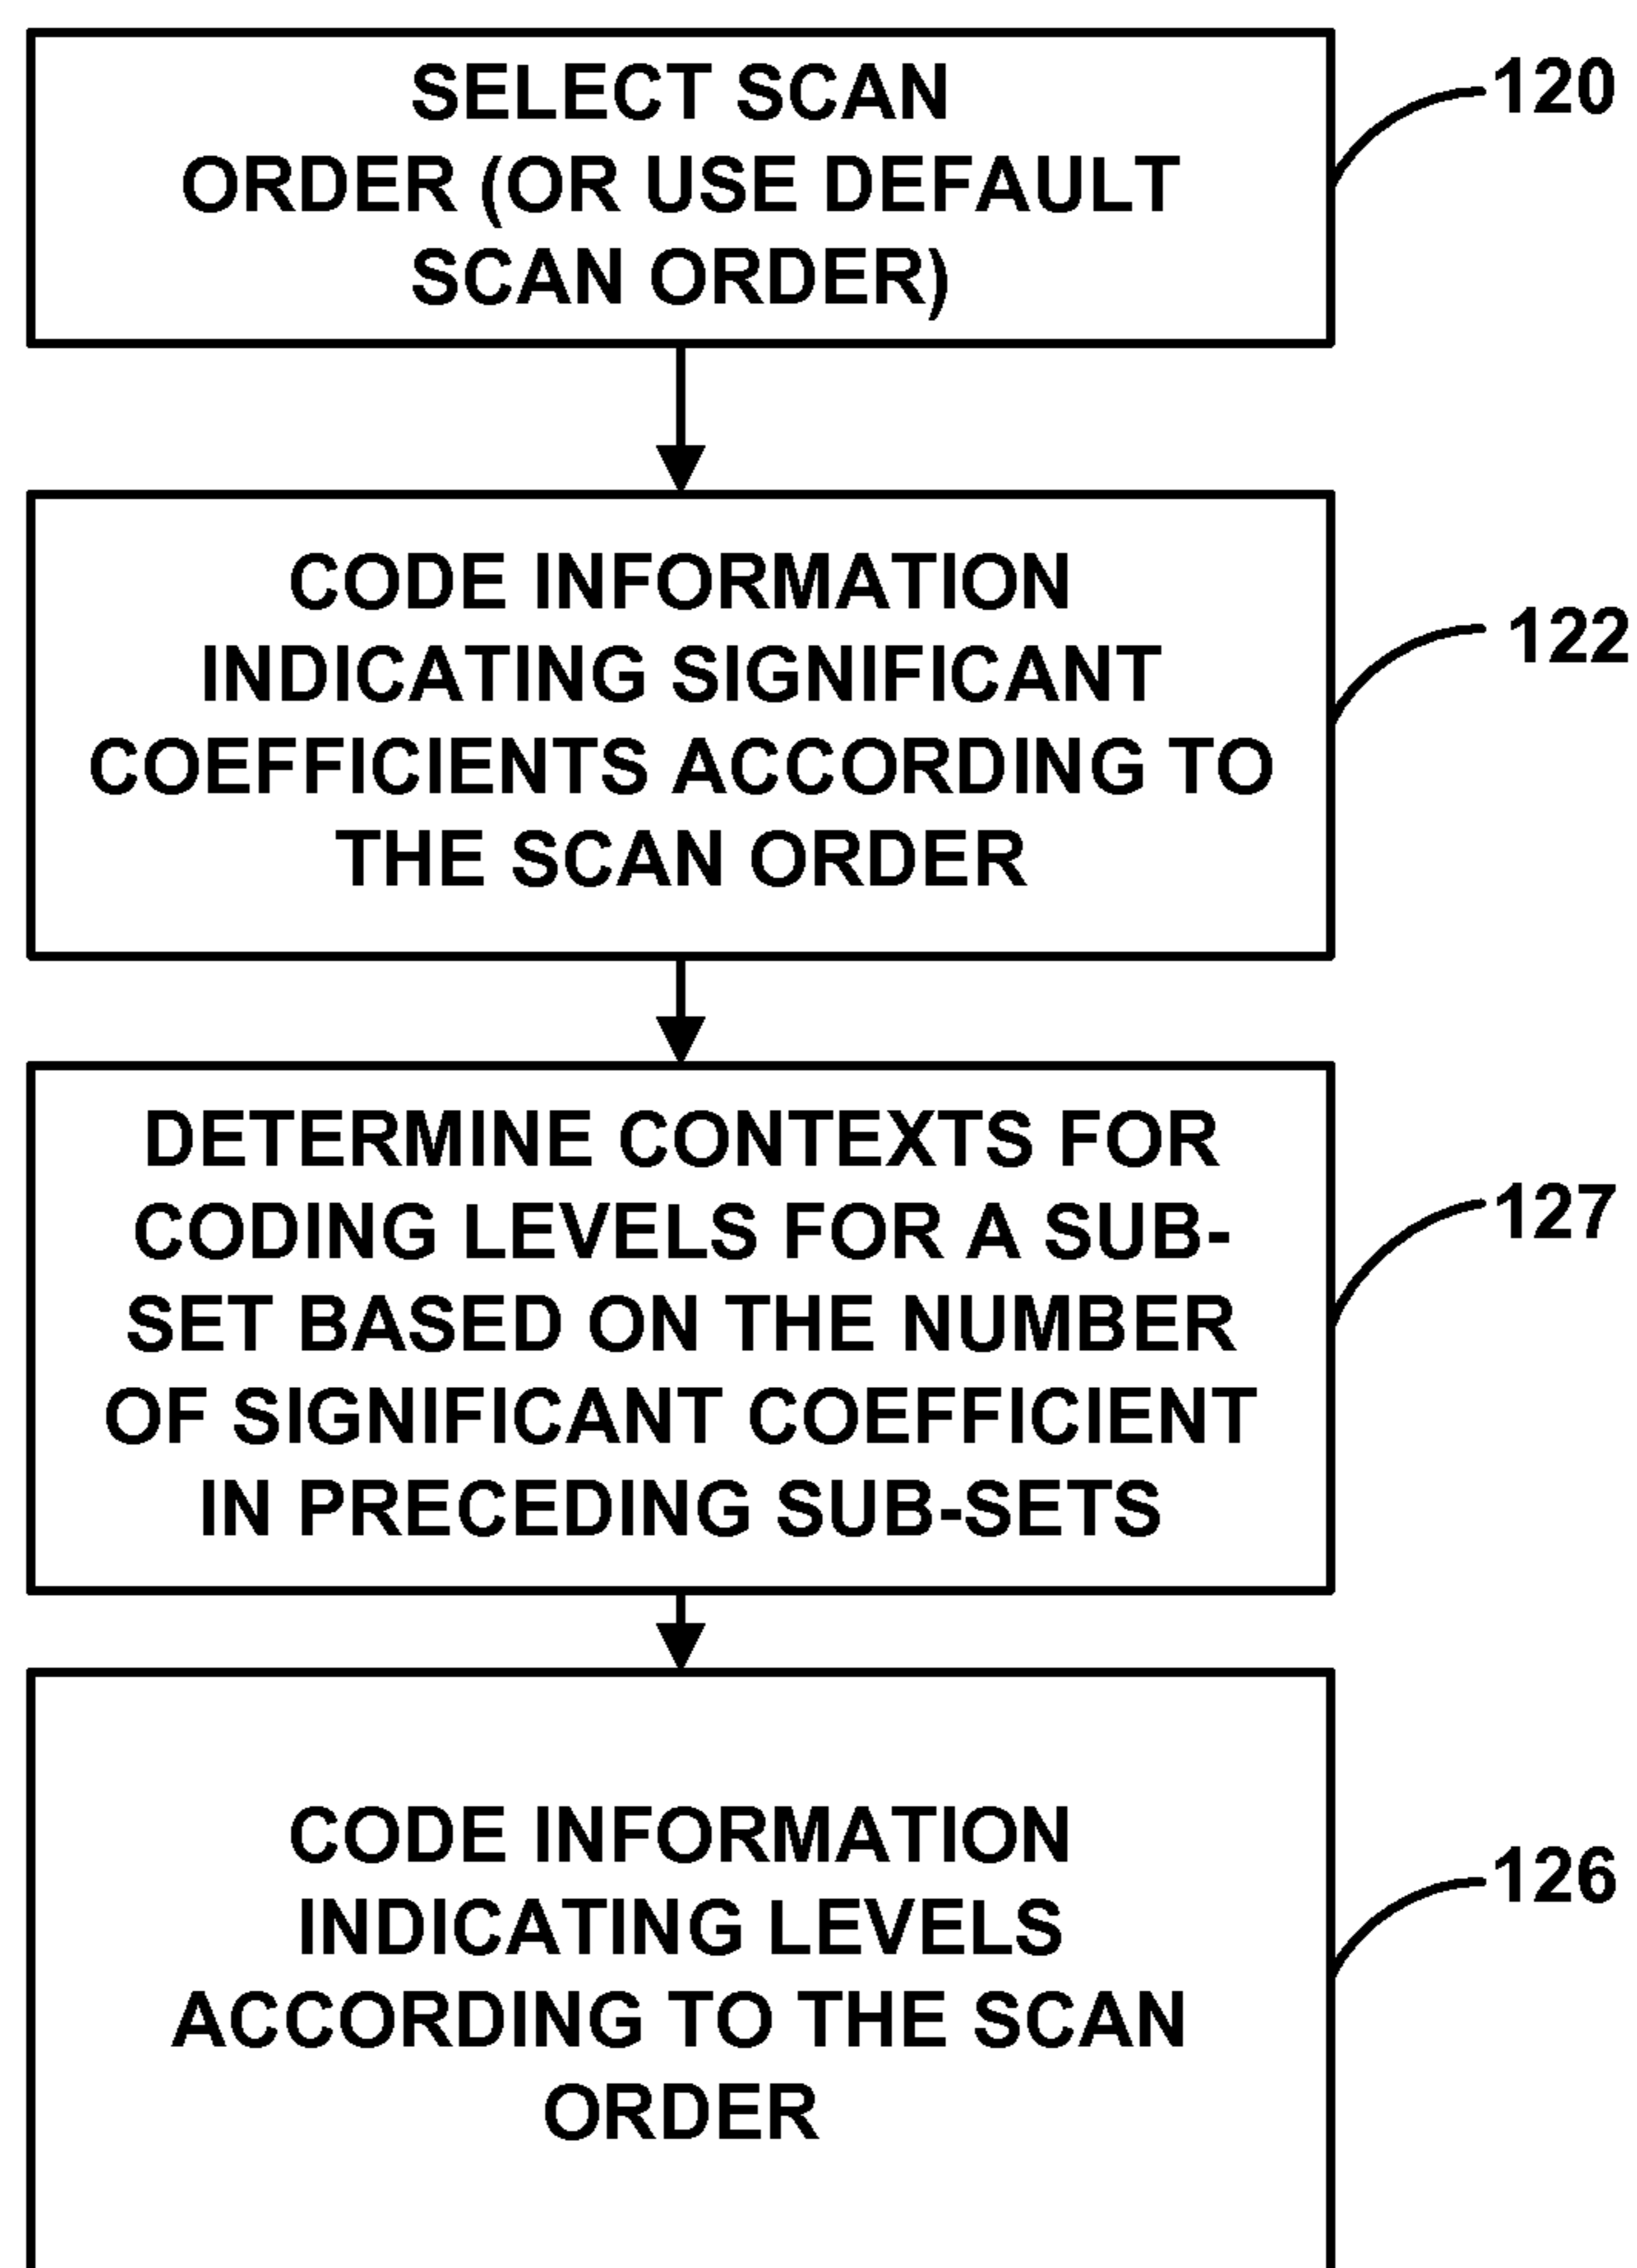 SELECT SCAN
ORDER (OR USE DEFAULT
SCAN ORDER)
120
CODE INFORMATION
INDICATING SIGNIFICANT
COEFFICIENTS ACCORDING TO
THE SCAN ORDER
122
DETERMINE CONTEXTS FOR
CODING LEVELS FOR A SUB-
SET BASED ON THE NUMBER
OF SIGNIFICANT COEFFICIENT
IN PRECEDING SUB-SETS
127
CODE INFORMATION
INDICATING LEVELS
ACCORDING TO THE SCAN
ORDER
126